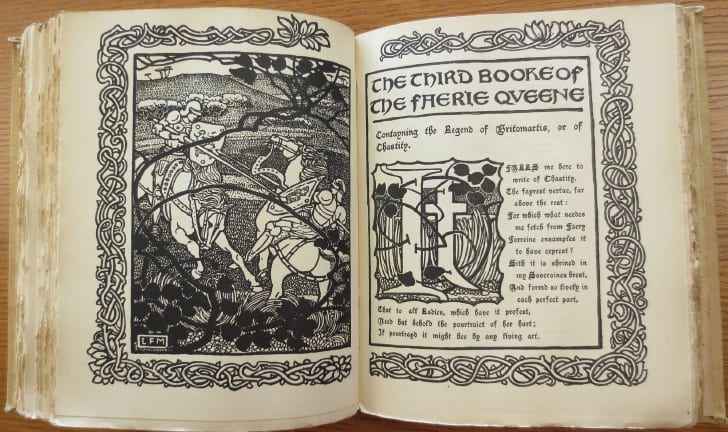 LFM
THE THIRD BOOKE OF
THE FAERIE QVEENE
Contayning the Legend of Britomartis, or of
Chastity.
IT FALLS me here to
write of Chastity,
The fayrest vertue, far
above the rest:
For which what needes
me fetch from Faery
Forreine ensamples it
to have exprest?
Sith it is shrined in
my Soveraines brest,
And formd so lively in
each perfect part,
That to all Ladies, which have it profest,
Need but behold the pourtraict of her hart;
If pourtrayd it might bee by any living art.